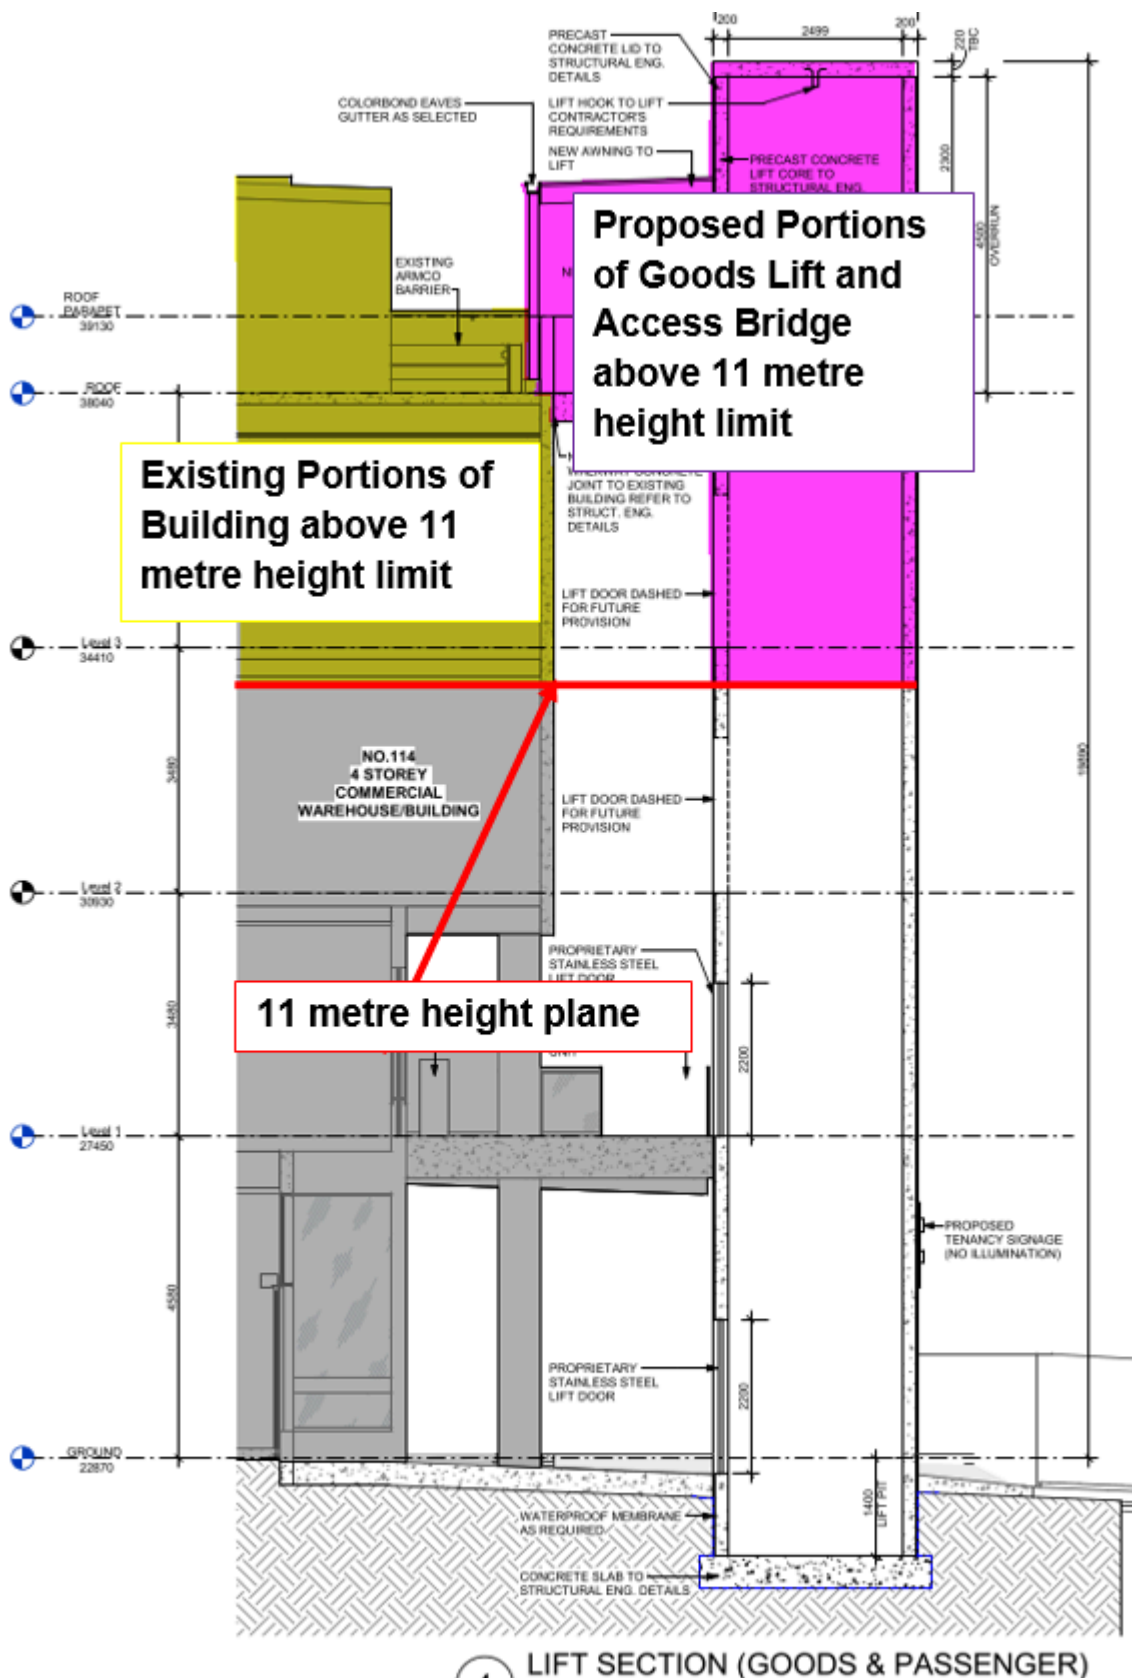 200
2499
200
220
TBC
PRECAST
CONCRETE LID TO
STRUCTURAL ENG.
DETAILS
COLORBOND EAVES
GUTTER AS SELECTED
LIFT HOOK TO LIFT
CONTRACTOR'S
REQUIREMENTS
NEW AWNING TO
LIFT
PRECAST CONCRETE
LIFT CORE TO
STRUCTURAL ENG.
2300
4500
OVERRUN
Proposed Portions
of Goods Lift and
Access Bridge
above 11 metre
height limit
EXISTING
ARMCO
BARRIER
ROOF
PARAPET
39130
ROOF
38040
Existing Portions of
Building above 11
metre height limit
JOINT TO EXISTING
BUILDING REFER TO
STRUCT. ENG.
DETAILS
LIFT DOOR DASHED
FOR FUTURE
PROVISION
Level 3
34410
NO.114
4 STOREY
COMMERCIAL
WAREHOUSE/BUILDING
3480
LIFT DOOR DASHED
FOR FUTURE
PROVISION
Level 2
30930
PROPRIETARY
STAINLESS STEEL
LIFT DOOR
11 metre height plane
3480
2200
Level 1
27450
PROPOSED
TENANCY SIGNAGE
(NO ILLUMINATION)
4580
PROPRIETARY
STAINLESS STEEL
LIFT DOOR
2200
GROUND
22870
1400
LIFT PIT
WATERPROOF MEMBRANE
AS REQUIRED
CONCRETE SLAB TO
STRUCTURAL ENG. DETAILS
LIFT SECTION (GOODS & PASSENGER)